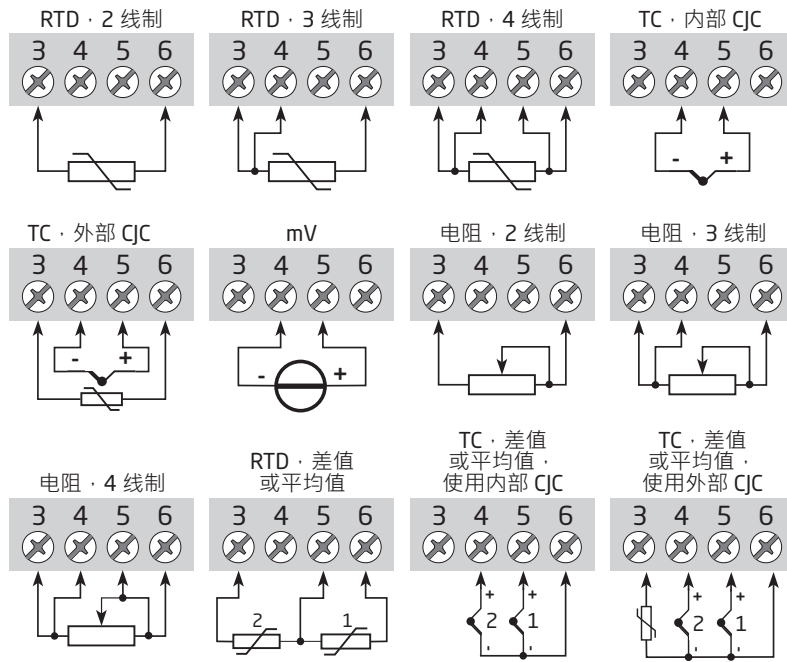 RTD · 2 线制
RTD · 3 线制
RTD · 4 线制
TC · 内部 CJC
3 4 5 6
3 4 5 6
3 4 5 6
3 4 5 6
- +
TC · 外部 CJC
mV
电阻 · 2 线制
电阻 · 3 线制
3 4 5 6
3 4 5 6
3 4 5 6
3 4 5 6
- +
- +
电阻 · 4 线制
RTD · 差值
或平均值
TC · 差值
或平均值 ·
使用内部 CJC
TC · 差值
或平均值 ·
使用外部 CJC
3 4 5 6
3 4 5 6
3 4 5 6
3 4 5 6
2 1
+ +
2 1
- -
+ +
2 1
- -